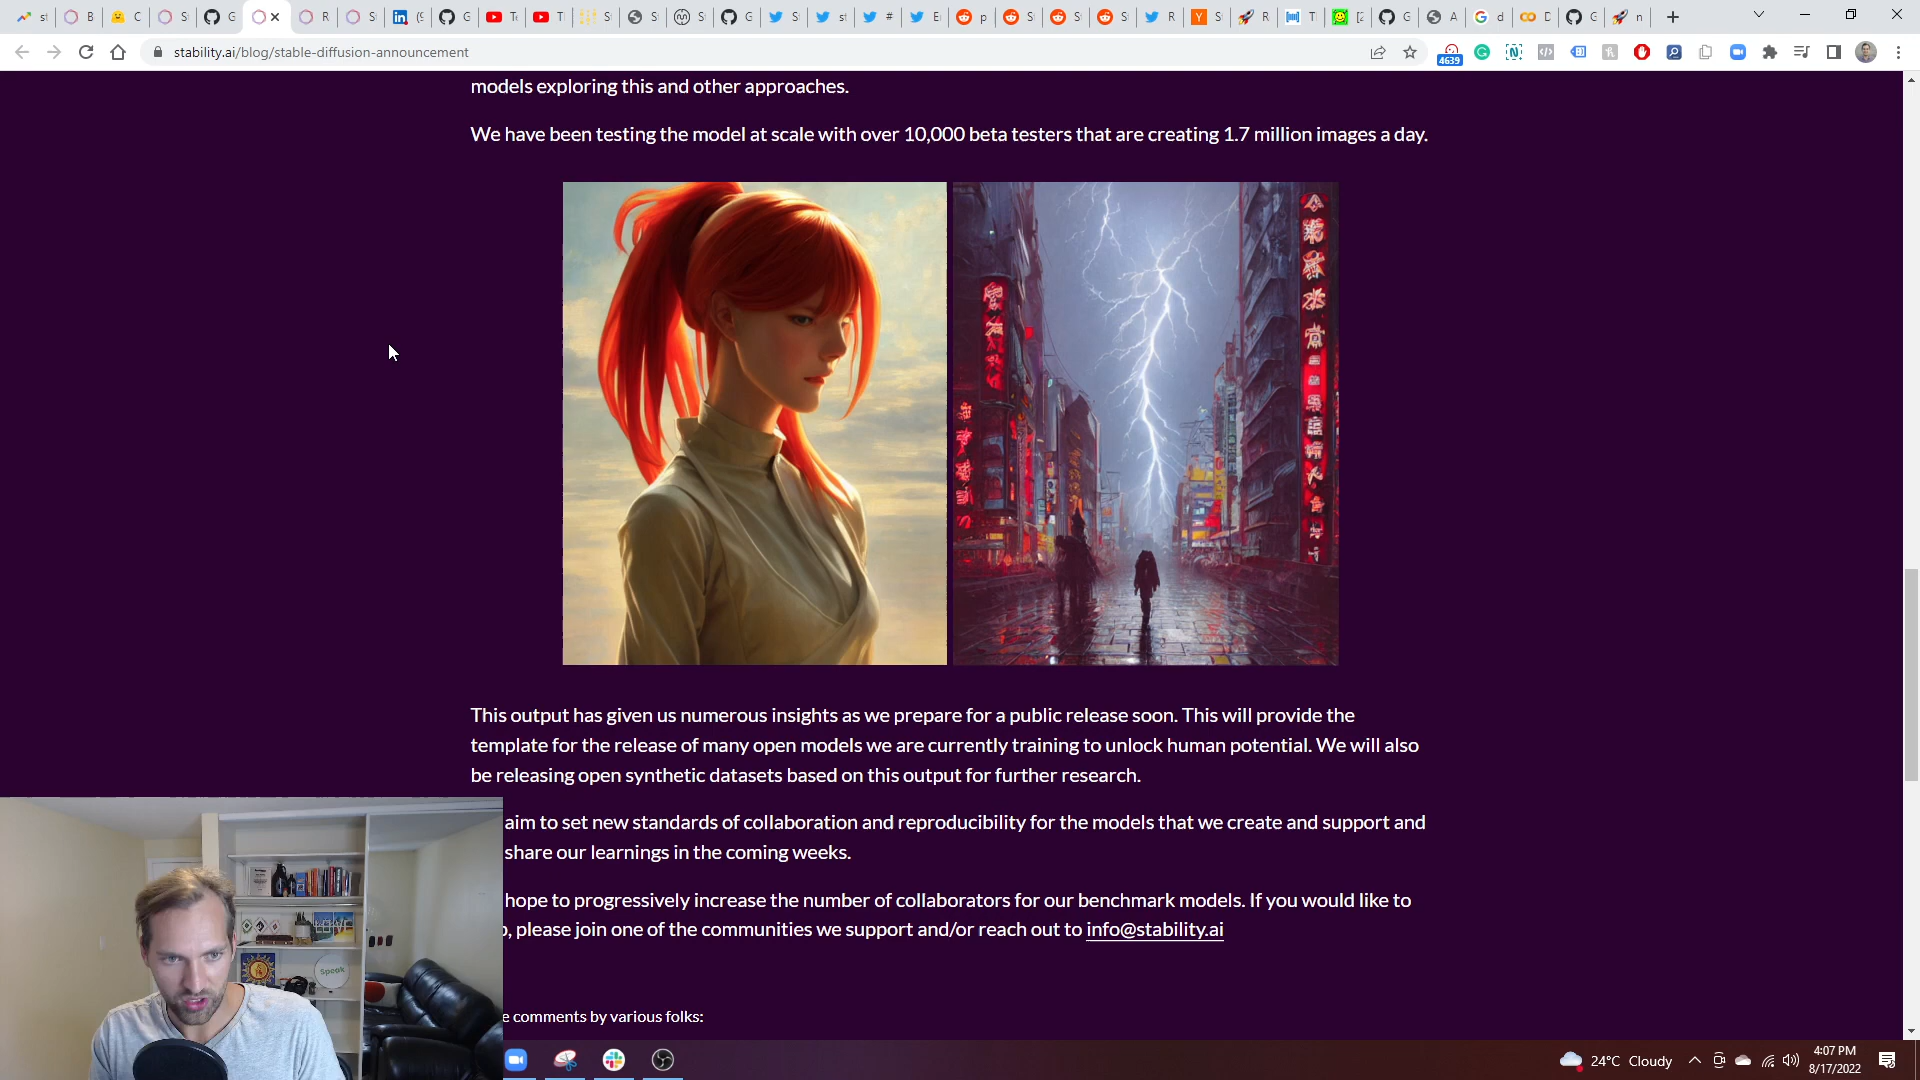 st
B
C
S
G
R
S
(9
G
T
T
S
S
S
G
S
st
#
E
p
S
S
S
R
S
R
T
[2
G
A
d
D
G
n
stability.ai/blog/stable-diffusion-announcement
4639
models exploring this and other approaches.
We have been testing the model at scale with over 10,000 beta testers that are creating 1.7 million images a day.
This output has given us numerous insights as we prepare for a public release soon. This will provide the
template for the release of many open models we are currently training to unlock human potential. We will also
be releasing open synthetic datasets based on this output for further research.
aim to set new standards of collaboration and reproducibility for the models that we create and support and
share our learnings in the coming weeks.
hope to progressively increase the number of collaborators for our benchmark models. If you would like to
, please join one of the communities we support and/or reach out to info@stability.ai
Speak
comments by various folks:
24°C Cloudy
4:07 PM
8/17/2022